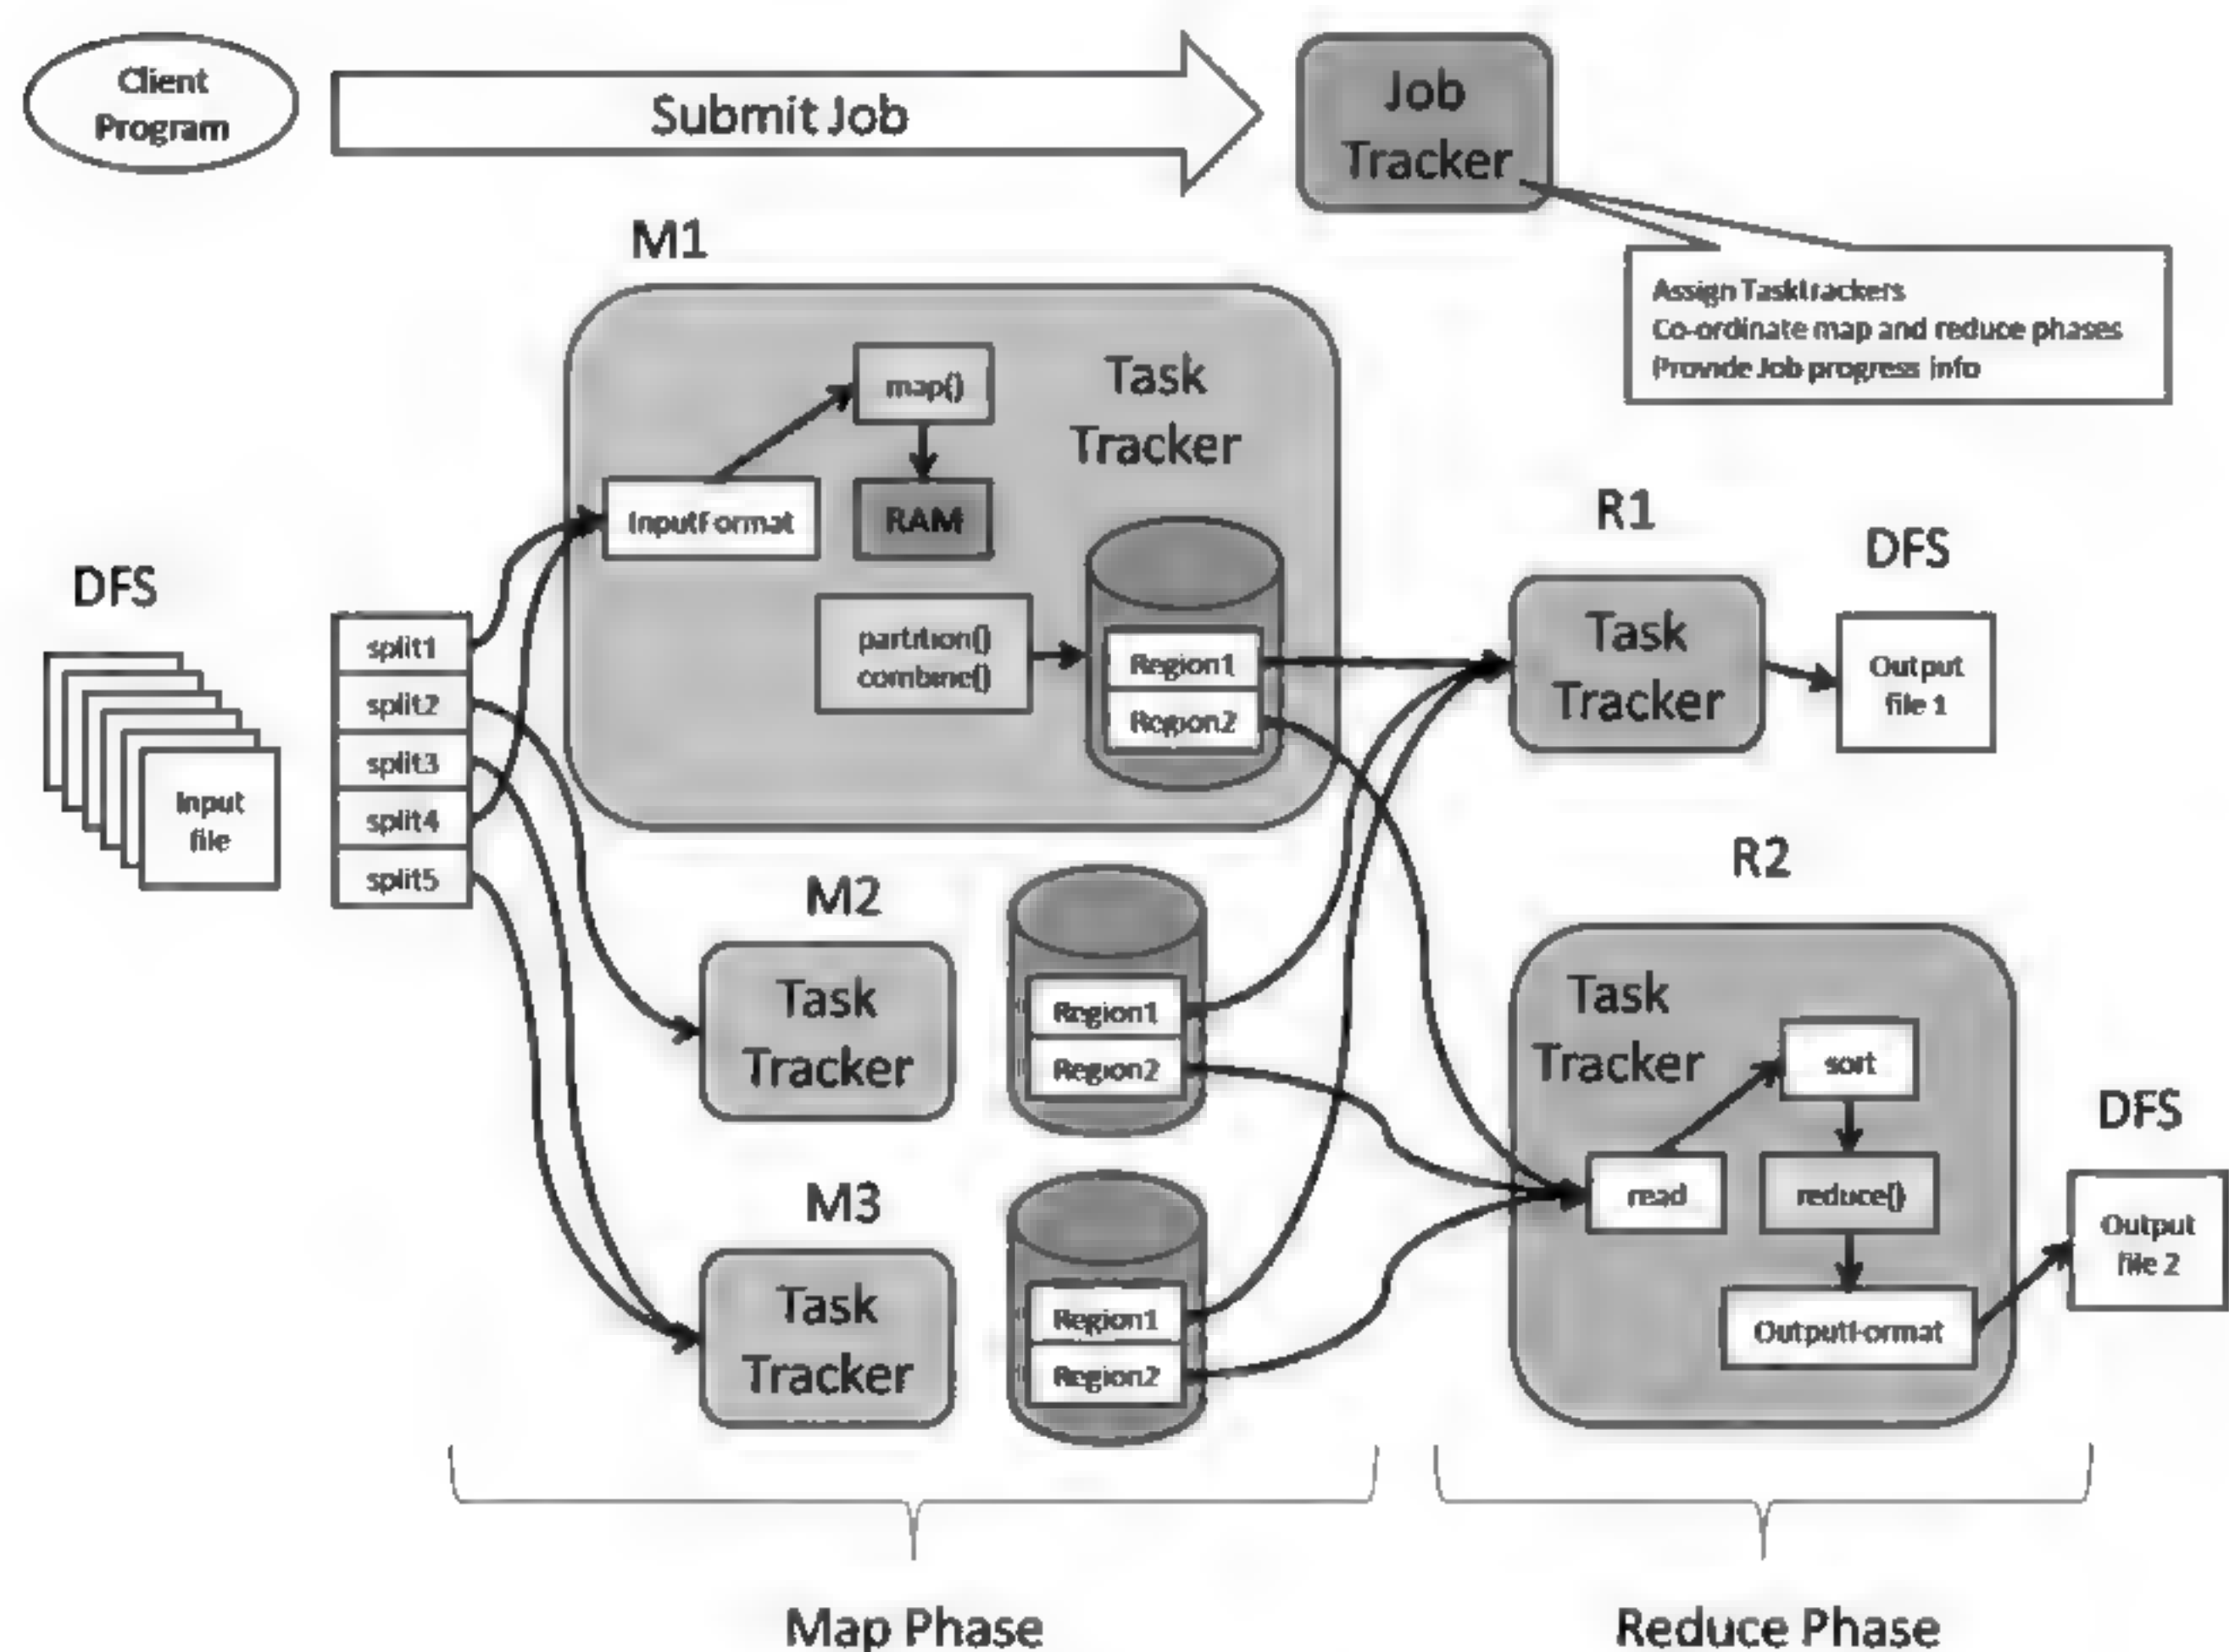 Client
Program
Submit Job
Job
Tracker
Assign Tasktrackers
Co-ordinate map and reduce phases
Provide Job progress info
M1
Task
Tracker
map()
InputFormat
RAM
partition()
combine()
Region1
Region2
DFS
Input
file
split1
split2
split3
split4
split5
R1
Task
Tracker
DFS
Output
file 1
M2
Task
Tracker
Region1
Region2
M3
Task
Tracker
Region1
Region2
R2
Task
Tracker
sort
read
reduce()
OutputFormat
DFS
Output
file 2
Map Phase
Reduce Phase